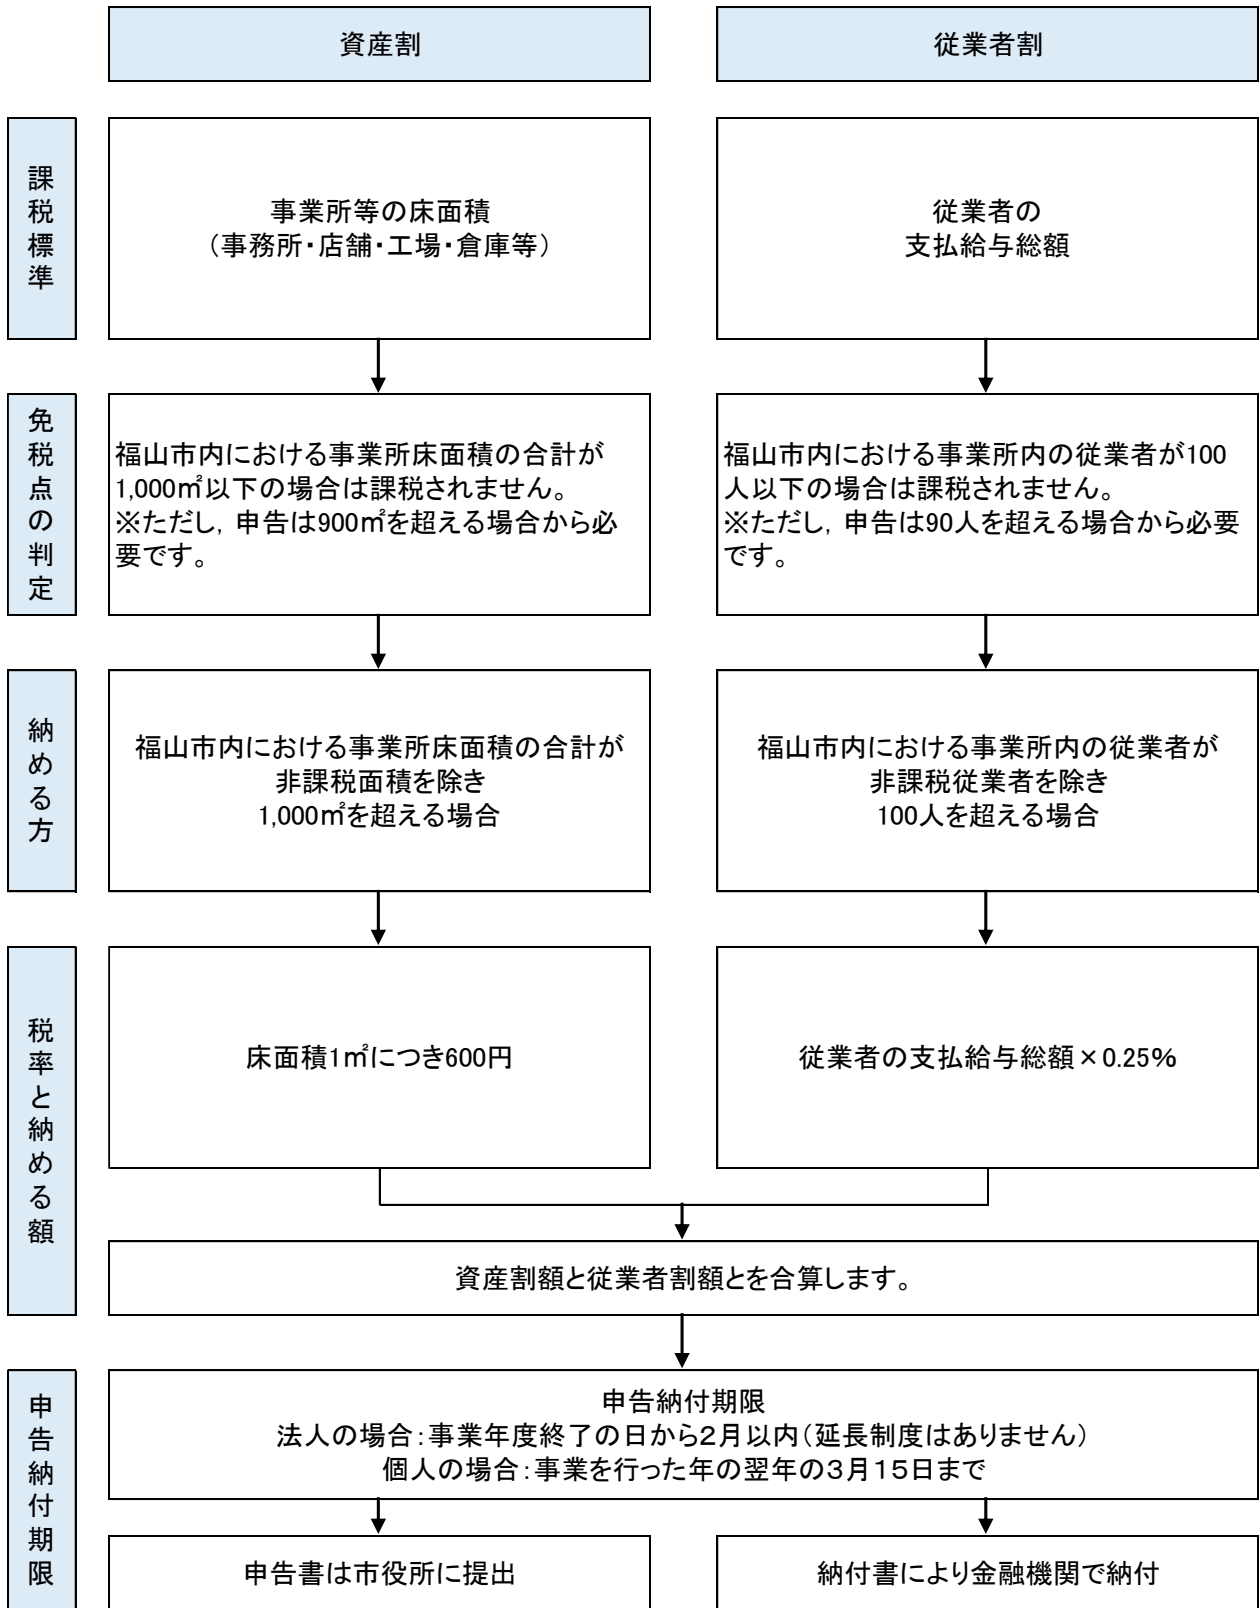 資産割
従業者割
課税標準
事業所等の床面積
（事務所・店舗・工場・倉庫等）
従業者の
支払給与総額
免税点の判定
福山市内における事業所床面積の合計が
1,000㎡以下の場合は課税されません。
※ただし，申告は900㎡を超える場合から必
要です。
福山市内における事業所内の従業者が100
人以下の場合は課税されません。
※ただし，申告は90人を超える場合から必要
です。
納める方
福山市内における事業所床面積の合計が
非課税面積を除き
1,000㎡を超える場合
福山市内における事業所内の従業者が
非課税従業者を除き
100人を超える場合
税率と納める額
床面積1㎡につき600円
従業者の支払給与総額×0.25％
資産割額と従業者割額とを合算します。
申告納付期限
申告納付期限
法人の場合：事業年度終了の日から２月以内（延長制度はありません）
個人の場合：事業を行った年の翌年の３月１５日まで
申告書は市役所に提出
納付書により金融機関で納付